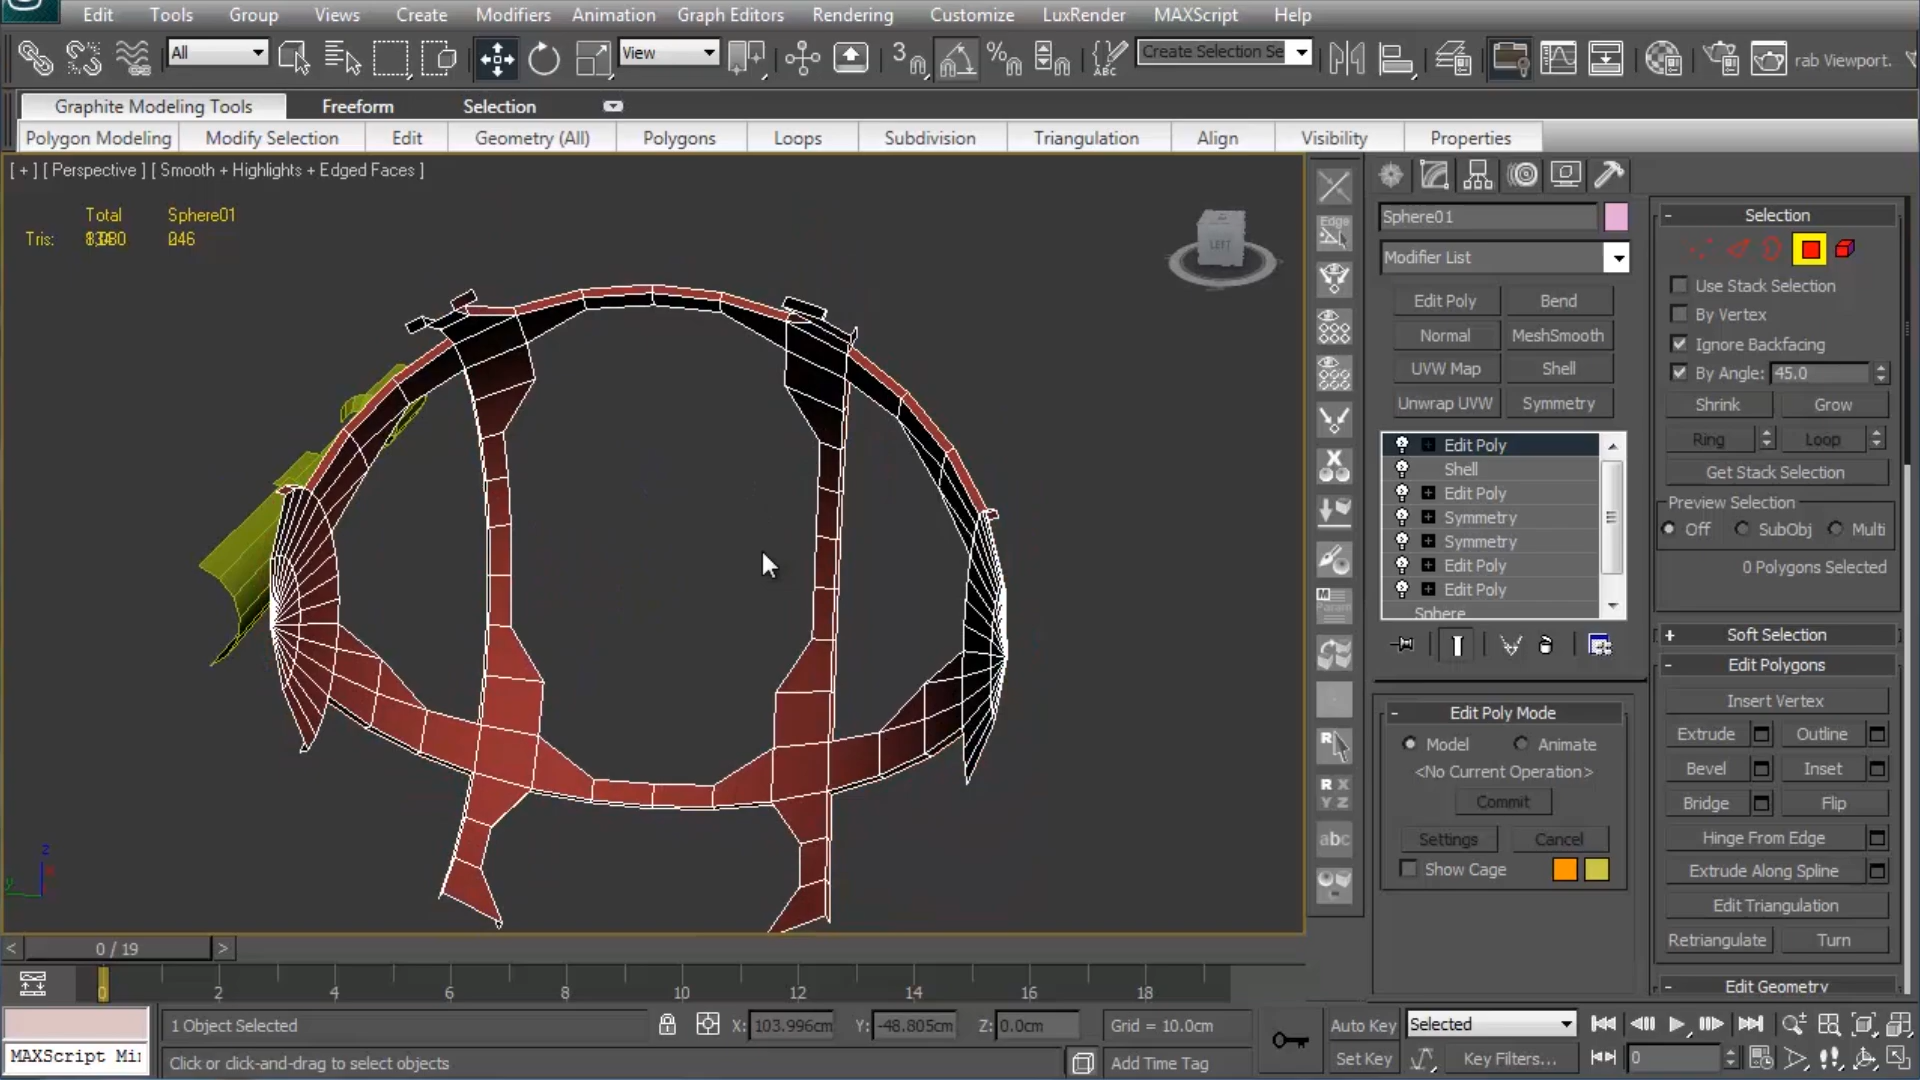 Edit Tools Group Views Create Modifiers Animation Graph Editors Rendering Customize LuxRender MAXScript Help
All View 3 Create Selection Se rab Viewport.
ABC
Graphite Modeling Tools Freeform Selection
Polygon Modeling Modify Selection Edit Geometry (All) Polygons Loops Subdivision Triangulation Align Visibility Properties
[ + ] [ Perspective ] [ Smooth + Highlights + Edged Faces ]
Total Sphere01
Tris:
LEFT
Edge
Sphere01
Modifier List
Edit Poly Bend
Normal MeshSmooth
UVW Map Shell
Unwrap UVW Symmetry
Edit Poly
Shell
Edit Poly
Symmetry
Symmetry
Edit Poly
Edit Poly
Sphere
- Edit Poly Mode
Model Animate
<No Current Operation>
Commit
Settings Cancel
Show Cage
- Selection
Use Stack Selection
By Vertex
Ignore Backfacing
By Angle: 45.0
Shrink Grow
Ring Loop
Get Stack Selection
Preview Selection
Off SubObj Multi
0 Polygons Selected
+ Soft Selection
- Edit Polygons
Insert Vertex
Extrude Outline
Bevel Inset
Bridge Flip
Hinge From Edge
Extrude Along Spline
Edit Triangulation
Retriangulate Turn
- Edit Geometry
M
Param
R
R X
Y Z
abc
z
y
< 0 / 19 >
0 2 4 6 8 10 12 14 16 18
1 Object Selected X: 103.996cm Y: -48.805cm Z: 0.0cm Grid = 10.0cm Auto Key Selected
MAXScript Mi Click or click-and-drag to select objects Add Time Tag Set Key Key Filters... 0